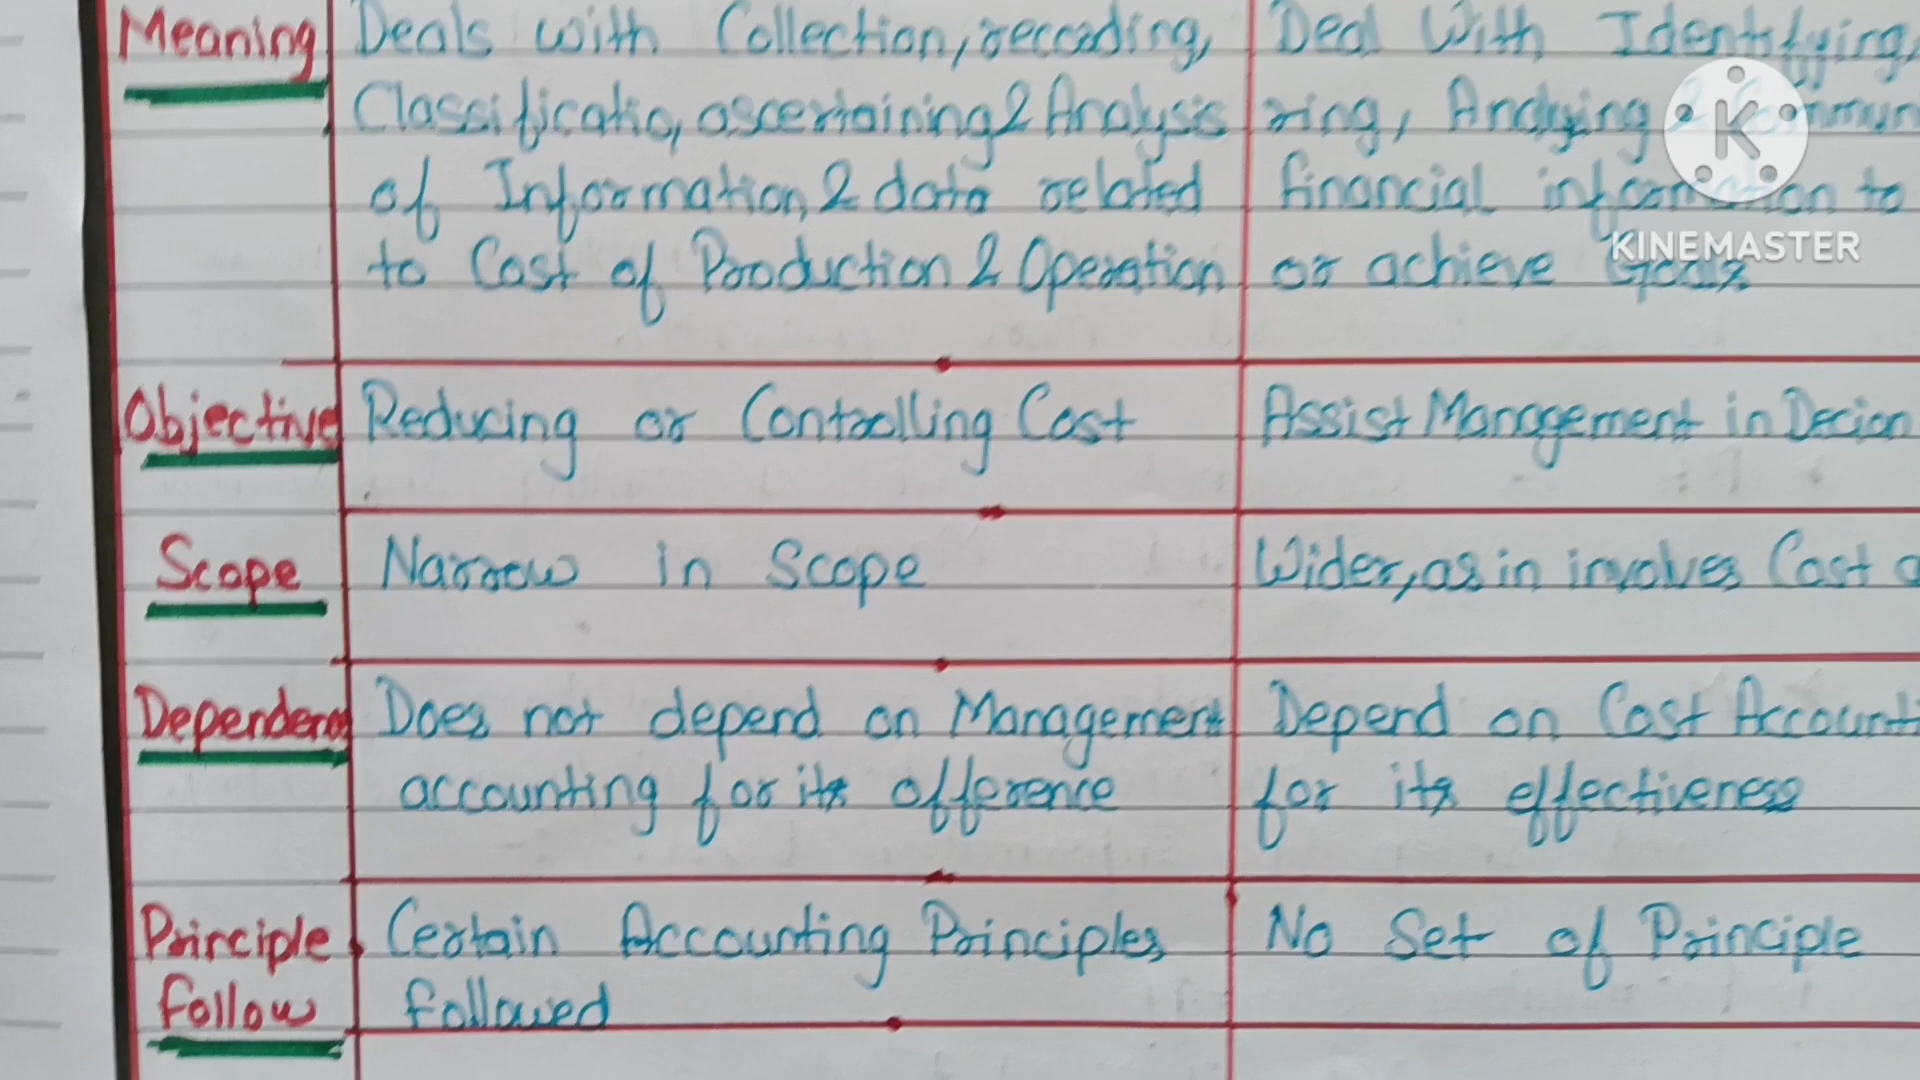 Meaning
Deals with Collection, recording,
Classificatio, ascertaining & Analysis
of Information & data related
to Cost of Production & Operation
Deal With Identifying,
ring, Analying &
financial information to
or achieve Goals
KINEMASTER
Objective
Reducing or Controlling Cost
Assist Management in Decion
Scope
Narrow in Scope
Wider, as in involves Cost
Does not depend on Management
accounting for its
Depend on Cost Accounti
for its effectiveness
Principle
follow
Certain Accounting Principles
followed
No Set of Principle